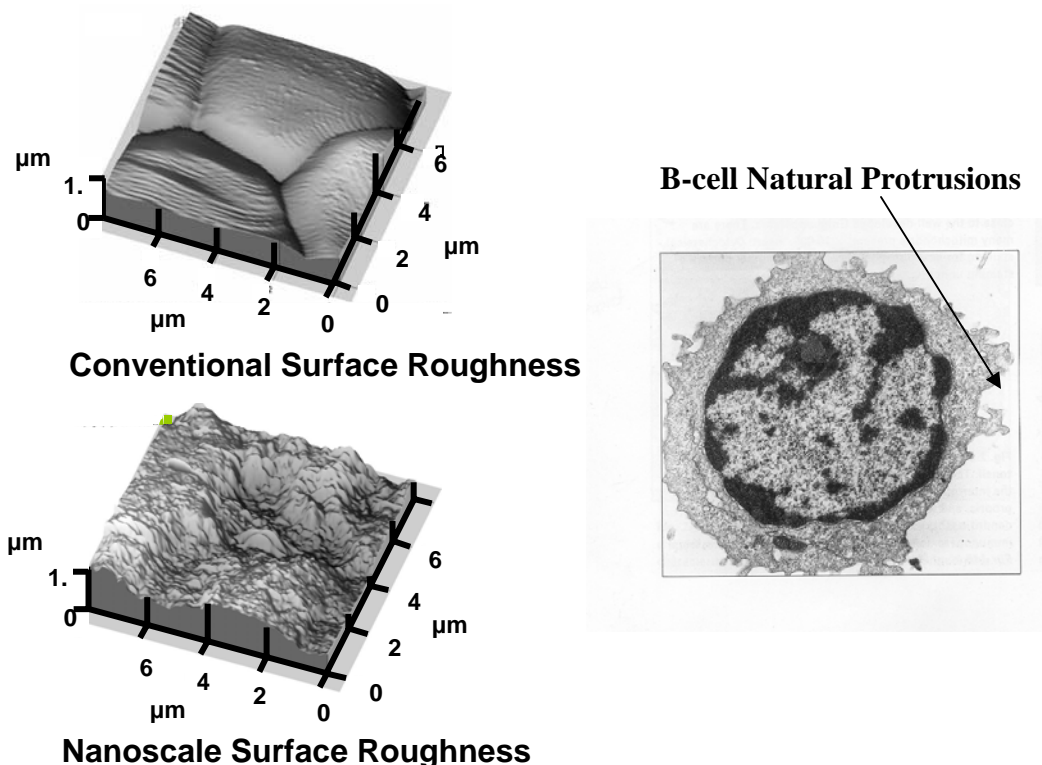 µm
1.
0
6
4
2
0
µm
6
4
2
0
µm
Conventional Surface Roughness
µm
1.
0
6
4
2
0
µm
6
4
2
0
µm
Nanoscale Surface Roughness
B-cell Natural Protrusions